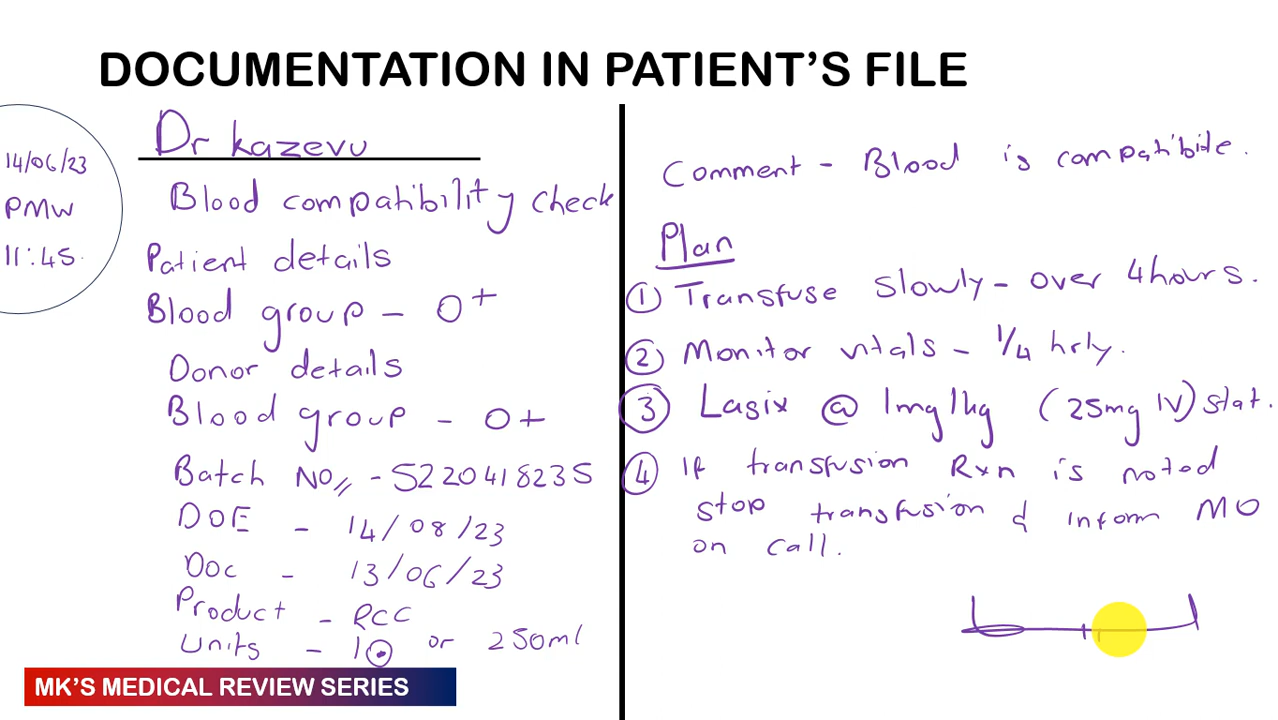 DOCUMENTATION IN PATIENT'S FILE
14/06/23
PMW
11:45
Dr kazevu
Blood compatibility check
Patient details
Blood group - O+
Donor details
Blood group - O+
Batch No// - 5222041 8235
DOE - 14/08/23
Doc - 13/06/23
Product - RCC
Units - 1 or 250ml
MK'S MEDICAL REVIEW SERIES
Comment - Blood is compatible.
Plan
① Transfuse slowly - over 4 hours.
② Monitor vitals - 1/4 hrly.
③ Lasix @ 1mg/kg (25mg IV) stat.
④ If transfusion Rxn is noted
stop transfusion & inform MO
on call.